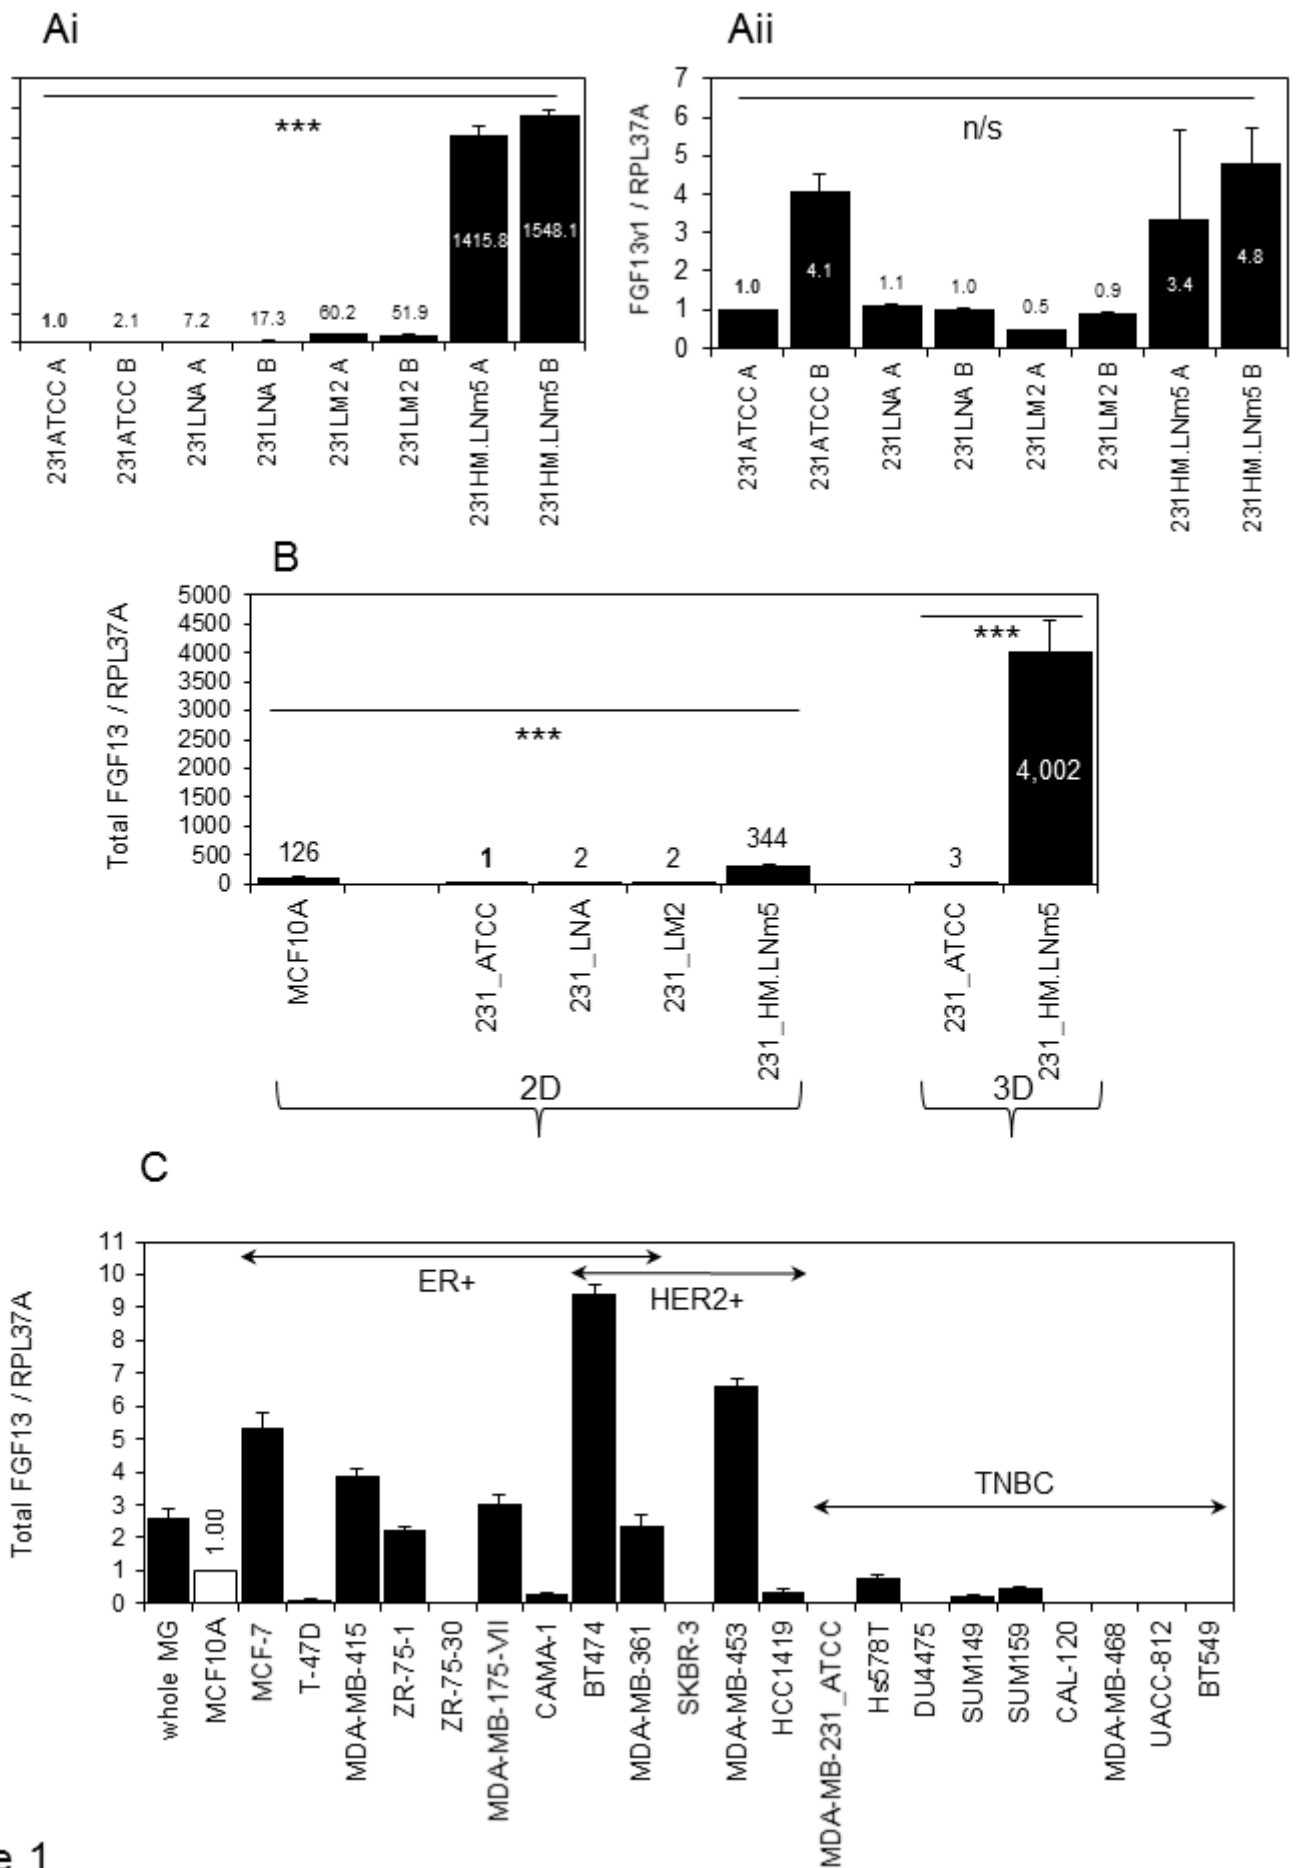 Ai
***
1.0
2.1
7.2
17.3
60.2
51.9
1415.8
1548.1
231ATCC A
231ATCC B
231LNA A
231LNA B
231LM2 A
231LM2 B
231HM.LNm5 A
231HM.LNm5 B
Aii
FGF13v1 / RPL37A
7
6
5
4
3
2
1
0
n/s
1.0
4.1
1.1
1.0
0.5
0.9
3.4
4.8
231ATCC A
231ATCC B
231LNA A
231LNA B
231LM2 A
231LM2 B
231HM.LNm5 A
231HM.LNm5 B
B
Total FGF13 / RPL37A
5000
4500
4000
3500
3000
2500
2000
1500
1000
500
0
***
***
126
1
2
2
344
3
4,002
MCF10A
231_ATCC
231_LNA
231_LM2
231_HM.LNm5
231_ATCC
231_HM.LNm5
2D
3D
C
Total FGF13 / RPL37A
11
10
9
8
7
6
5
4
3
2
1
0
ER+
HER2+
TNBC
1.00
whole MG
MCF10A
MCF-7
T-47D
MDA-MB-415
ZR-75-1
ZR-75-30
MDA-MB-175-VII
CAMA-1
BT474
MDA-MB-361
SKBR-3
MDA-MB-453
HCC1419
MDA-MB-231_ATCC
Hs578T
DU4475
SUM149
SUM159
CAL-120
MDA-MB-468
UACC-812
BT549
e 1